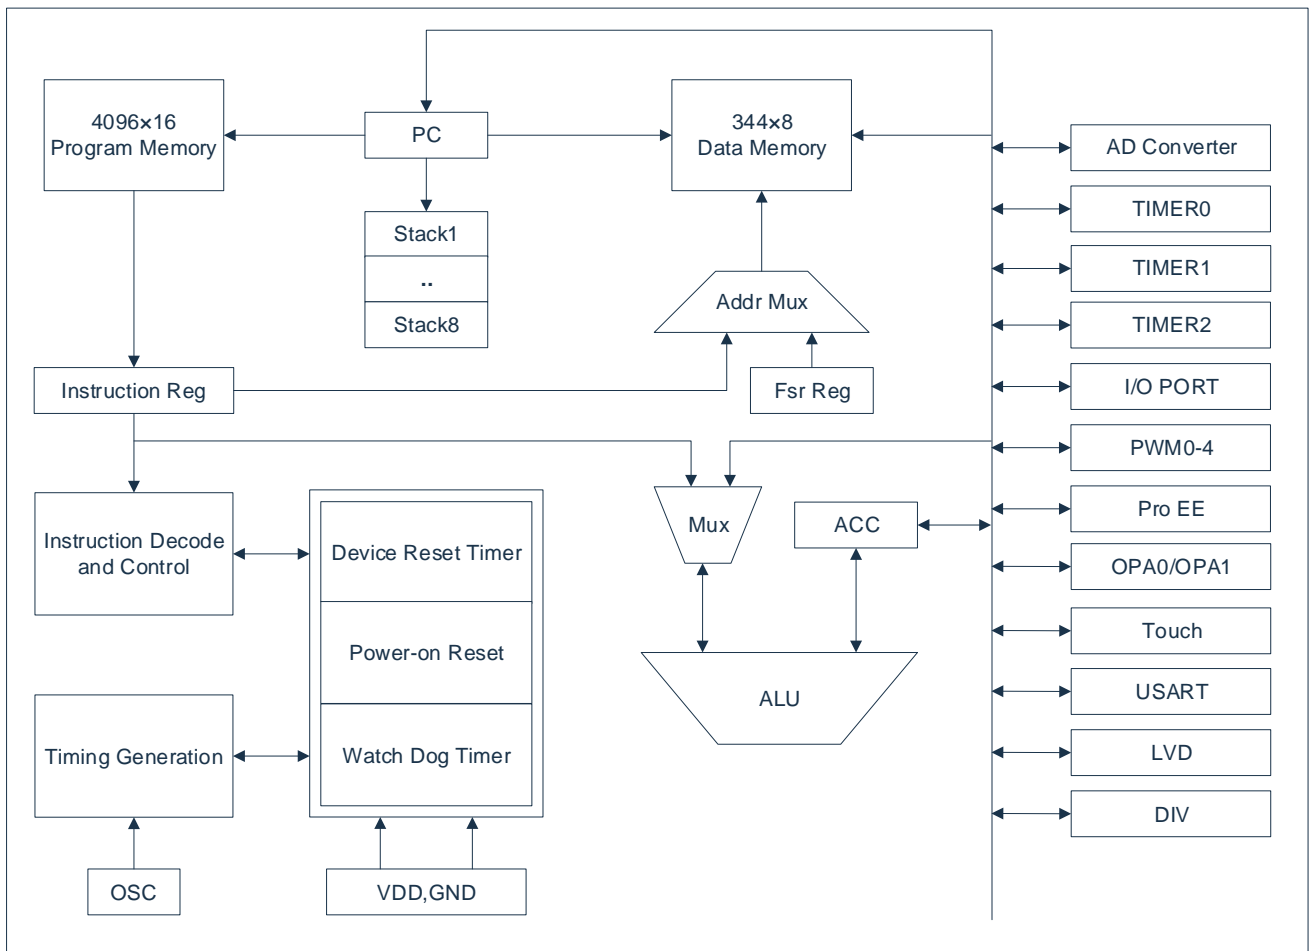 4096×16
Program Memory
PC
344×8
Data Memory
Stack1
..
Stack8
Addr Mux
Instruction Reg
Fsr Reg
Instruction Decode
and Control
Device Reset Timer
Power-on Reset
Watch Dog Timer
Mux
ACC
ALU
Timing Generation
OSC
VDD,GND
AD Converter
TIMER0
TIMER1
TIMER2
I/O PORT
PWM0-4
Pro EE
OPA0/OPA1
Touch
USART
LVD
DIV